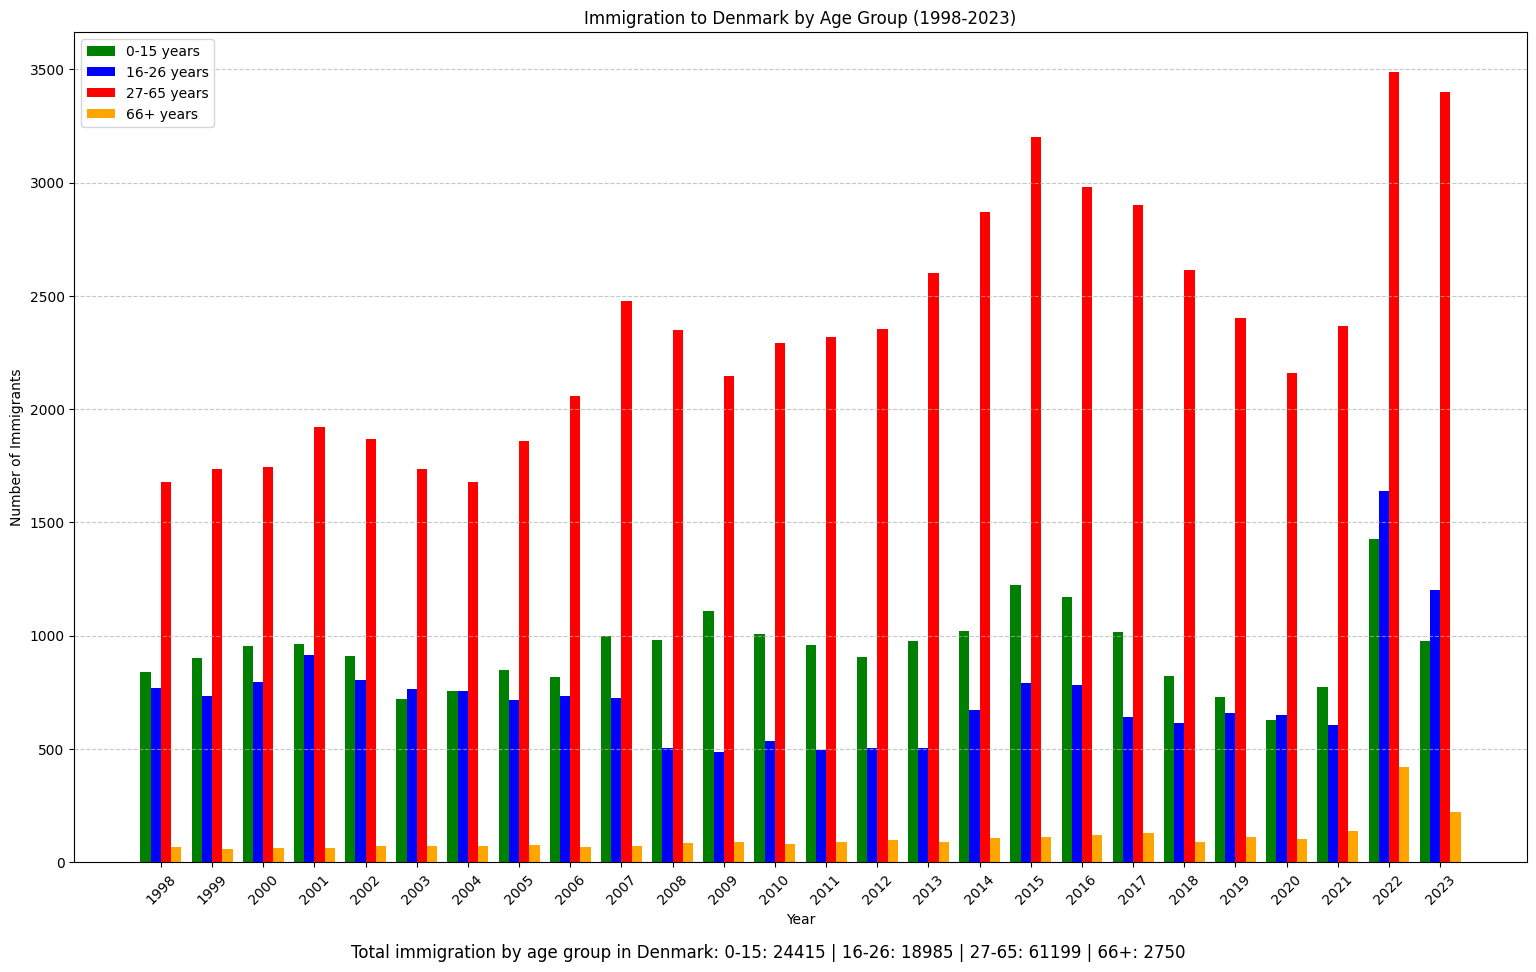 Immigration to Denmark by Age Group (1998-2023)
0-15 years
16-26 years
27-65 years
66+ years
Number of Immigrants
3500
3000
2500
2000
1500
1000
500
0
1998 1999 2000 2001 2002 2003 2004 2005 2006 2007 2008 2009 2010 2011 2012 2013 2014 2015 2016 2017 2018 2019 2020 2021 2022 2023
Year
Total immigration by age group in Denmark: 0-15: 24415 | 16-26: 18985 | 27-65: 61199 | 66+: 2750